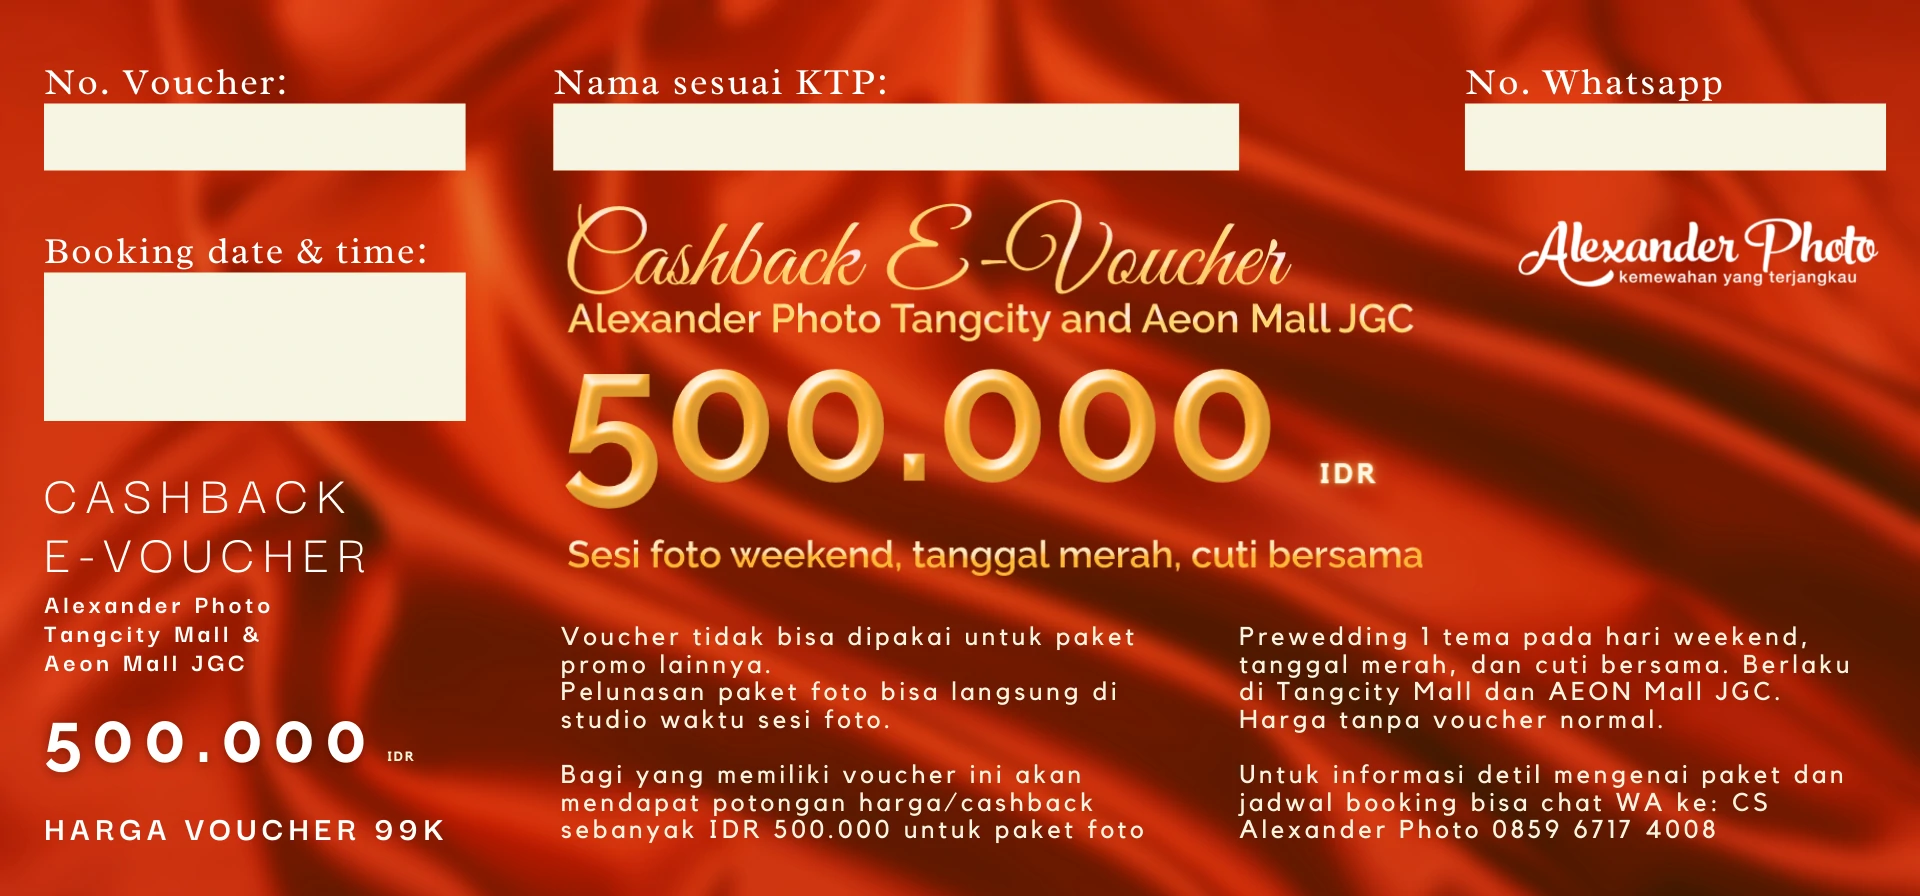 No. Voucher:
Nama sesuai KTP:
No. Whatsapp
Booking date & time:
Cashback E-Voucher
Alexander Photo Tangcity and Aeon Mall JGC
500.000 IDR
Sesi foto weekend, tanggal merah, cuti bersama
Alexander Photo
kemewahan yang terjangkau
CASHBACK
E-VOUCHER
Alexander Photo
Tangcity Mall &
Aeon Mall JGC
500.000 IDR
HARGA VOUCHER 99K
Voucher tidak bisa dipakai untuk paket
promo lainnya.
Pelunasan paket foto bisa langsung di
studio waktu sesi foto.
Bagi yang memiliki voucher ini akan
mendapat potongan harga/cashback
sebanyak IDR 500.000 untuk paket foto
Prewedding 1 tema pada hari weekend,
tanggal merah, dan cuti bersama. Berlaku
di Tangcity Mall dan AEON Mall JGC.
Harga tanpa voucher normal.
Untuk informasi detil mengenai paket dan
jadwal booking bisa chat WA ke: CS
Alexander Photo 0859 6717 4008